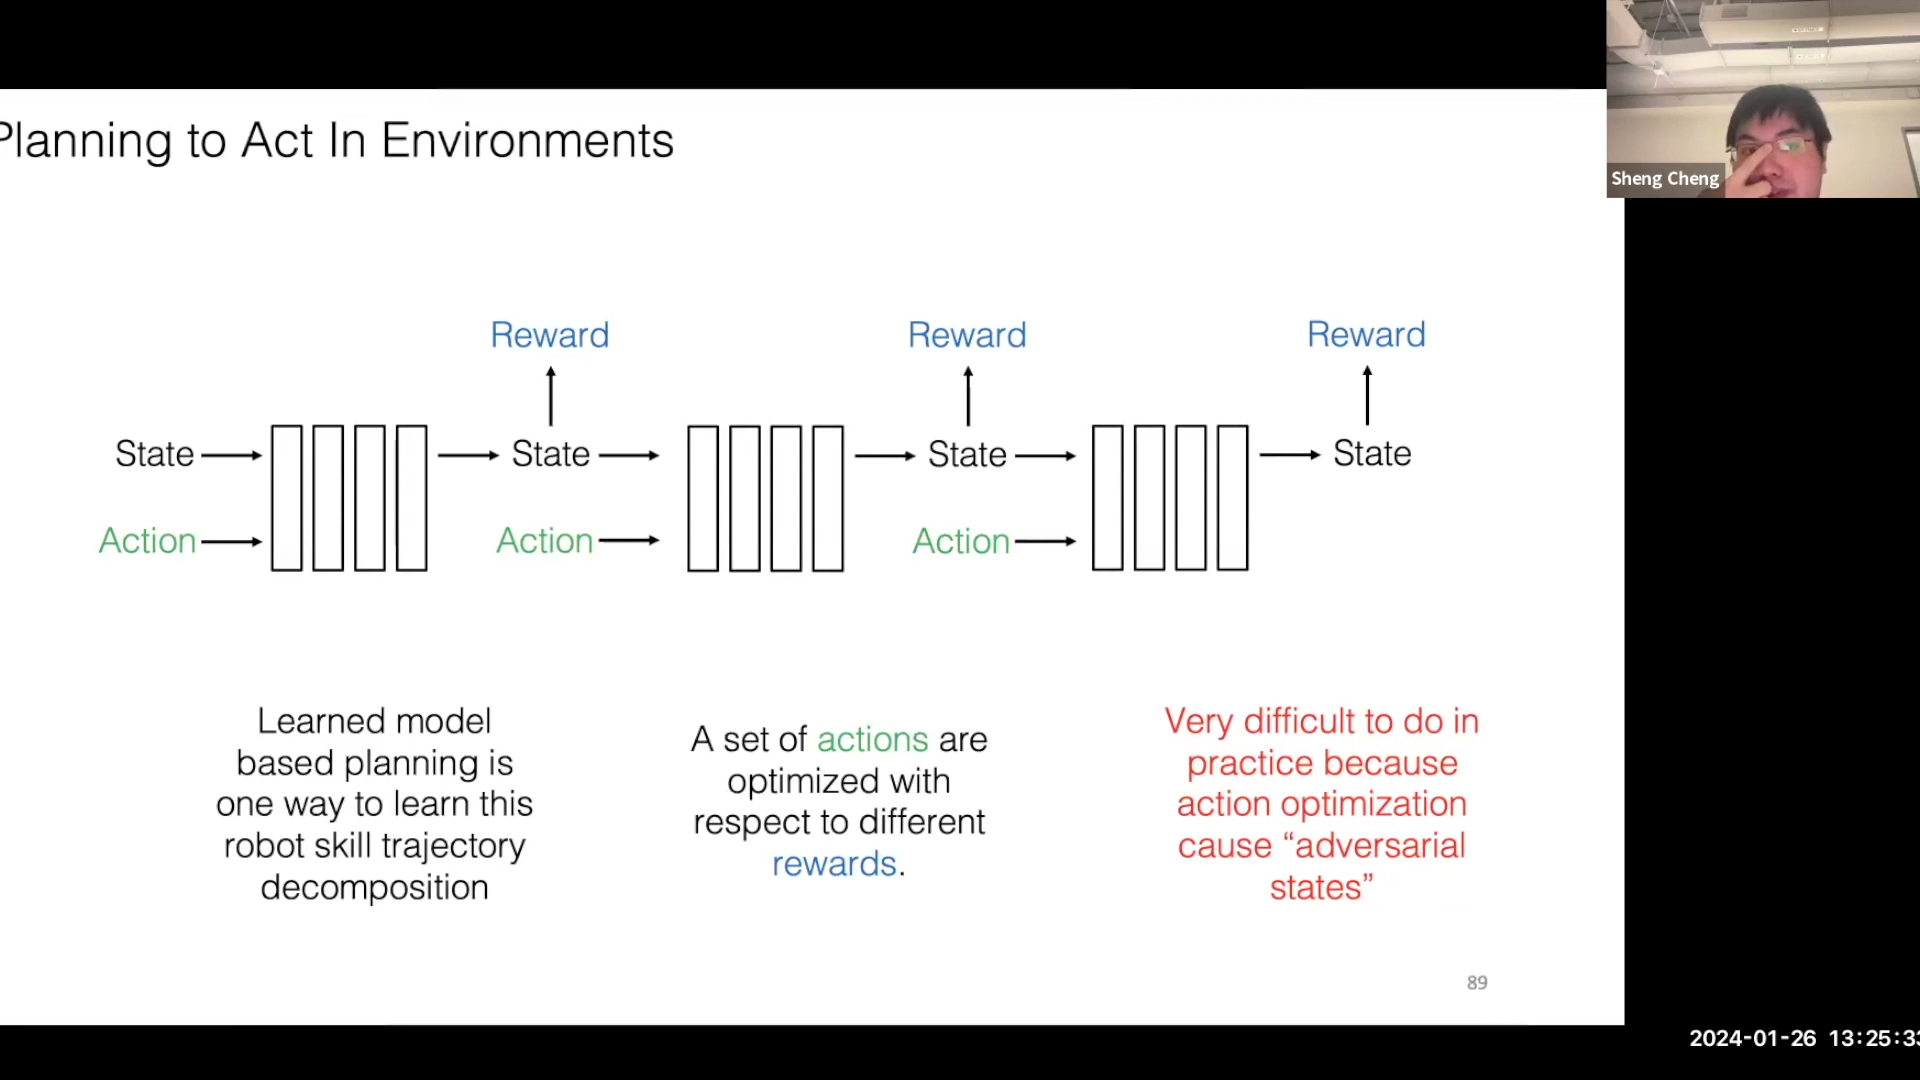 Planning to Act In Environments
Sheng Cheng
Reward Reward Reward
State State State State
Action Action Action
Learned model
based planning is
one way to learn this
robot skill trajectory
decomposition
A set of actions are
optimized with
respect to different
rewards.
Very difficult to do in
practice because
action optimization
cause “adversarial
states”
89
2024-01-26 13:25:33